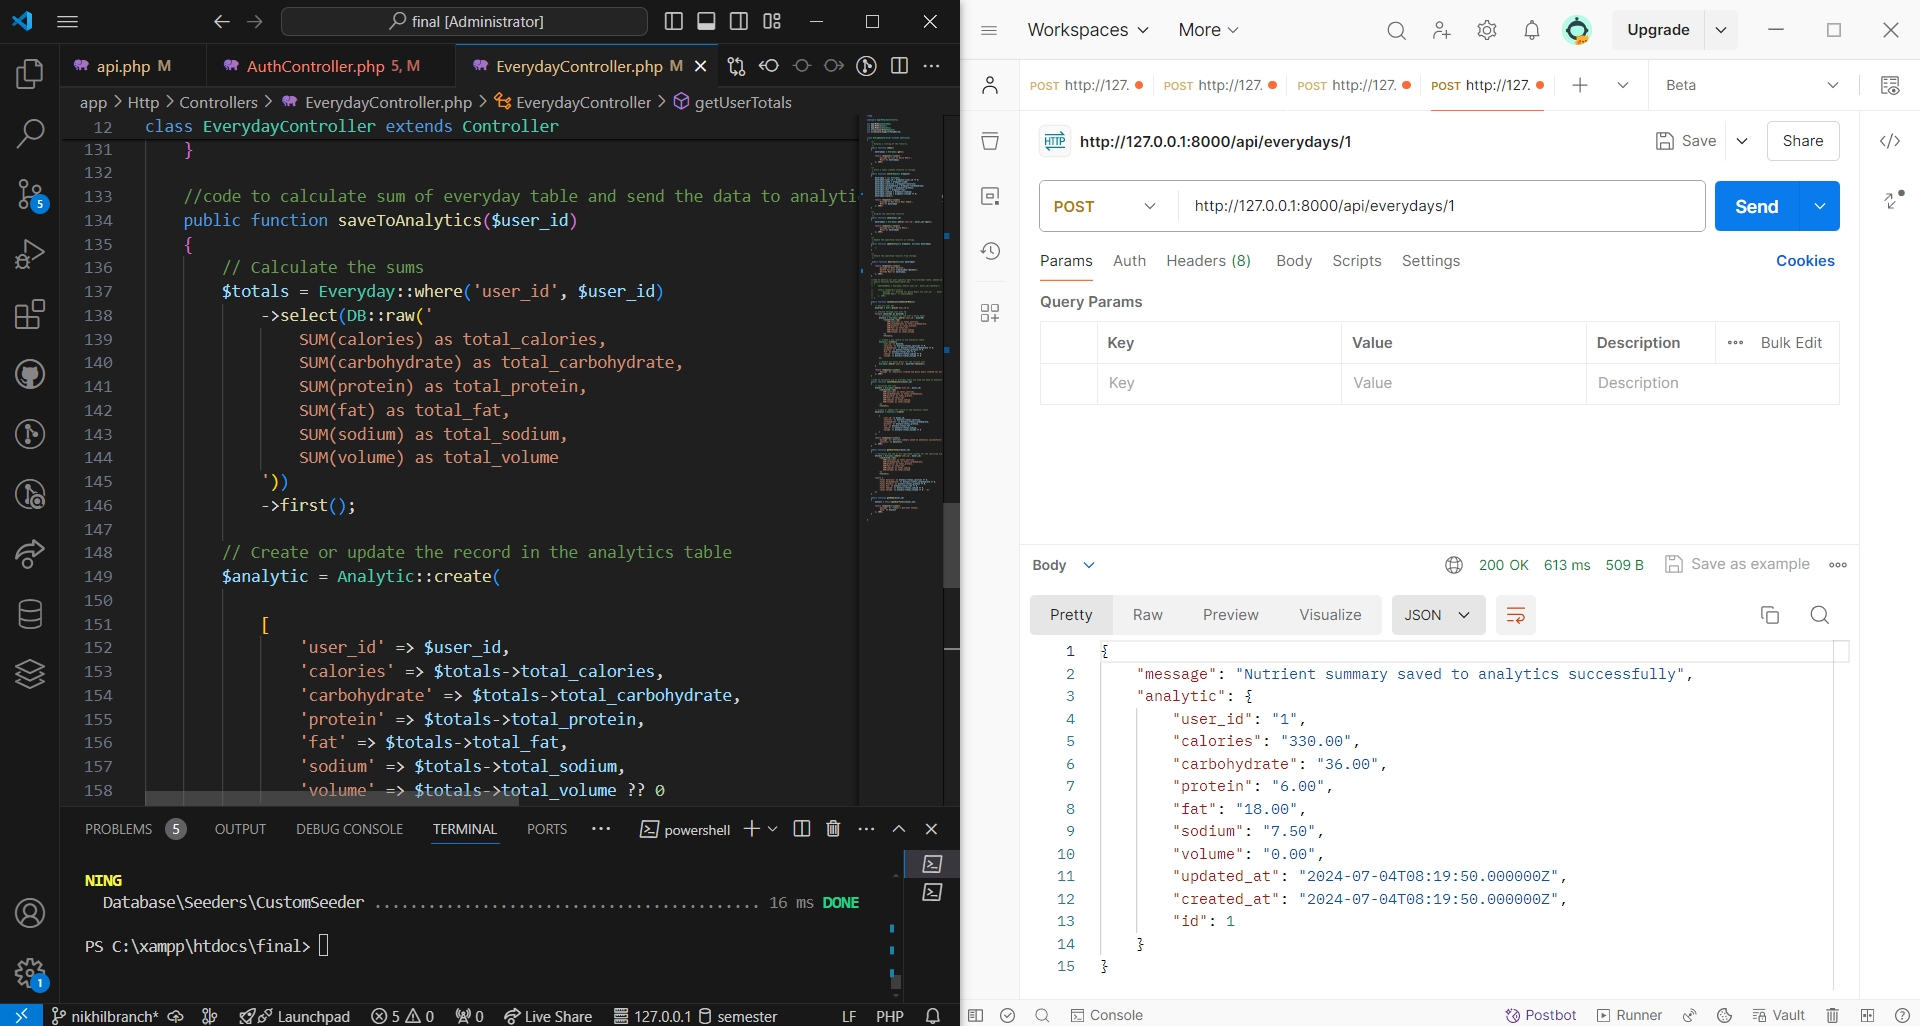 final [Administrator]
api.php M
AuthController.php 5, M
EverydayController.php M
app > Http > Controllers > EverydayController.php > EverydayController > getUserTotals
12 class EverydayController extends Controller
131 }
132
133 //code to calculate sum of everyday table and send the data to analyti
134 public function saveToAnalytics($user_id)
135 {
136 // Calculate the sums
137 $totals = Everyday::where('user_id', $user_id)
138 ->select(DB::raw('
139 SUM(calories) as total_calories,
140 SUM(carbohydrate) as total_carbohydrate,
141 SUM(protein) as total_protein,
142 SUM(fat) as total_fat,
143 SUM(sodium) as total_sodium,
144 SUM(volume) as total_volume
145 '))
146 ->first();
147
148 // Create or update the record in the analytics table
149 $analytic = Analytic::create(
150
151 [
152 'user_id' => $user_id,
153 'calories' => $totals->total_calories,
154 'carbohydrate' => $totals->total_carbohydrate,
155 'protein' => $totals->total_protein,
156 'fat' => $totals->total_fat,
157 'sodium' => $totals->total_sodium,
158 'volume' => $totals->total_volume ?? 0
PROBLEMS 5 OUTPUT DEBUG CONSOLE TERMINAL PORTS ··· powershell
NING
Database\Seeders\CustomSeeder ........................................... 16 ms DONE
PS C:\xampp\htdocs\final>
5
1
nikhilbranch* Launchpad 5 0 0 Live Share 127.0.0.1 semester LF PHP
Workspaces More Upgrade
POST http://127. POST http://127. POST http://127. POST http://127. Beta
HTTP http://127.0.0.1:8000/api/everydays/1 Save Share
POST http://127.0.0.1:8000/api/everydays/1 Send
Params Auth Headers (8) Body Scripts Settings Cookies
Query Params
Key Value Description ··· Bulk Edit
Key Value Description
Body 200 OK 613 ms 509 B Save as example
Pretty Raw Preview Visualize JSON
1 {
2 "message": "Nutrient summary saved to analytics successfully",
3 "analytic": {
4 "user_id": "1",
5 "calories": "330.00",
6 "carbohydrate": "36.00",
7 "protein": "6.00",
8 "fat": "18.00",
9 "sodium": "7.50",
10 "volume": "0.00",
11 "updated_at": "2024-07-04T08:19:50.000000Z",
12 "created_at": "2024-07-04T08:19:50.000000Z",
13 "id": 1
14 }
15 }
Console Postbot Runner Vault